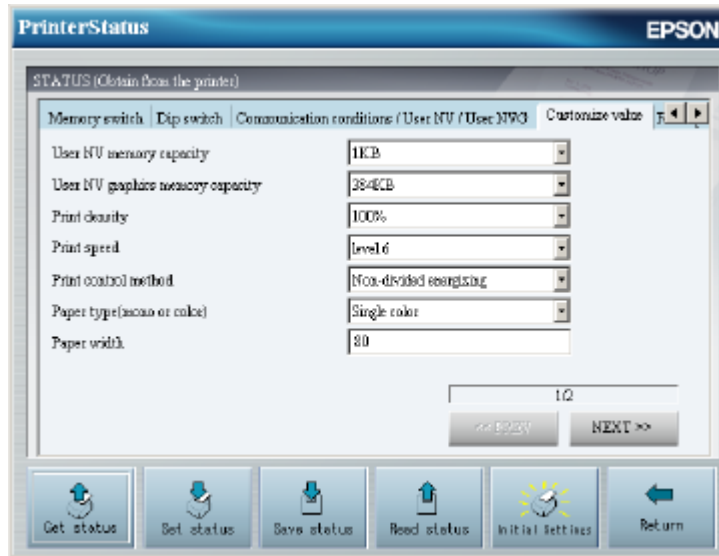 PrinterStatus
EPSON
STATUS (Obtain from the printer)
Memory switch Dip switch Communication conditions / User NV / User NVG Customize value
User NV memory capacity 1KB
User NV graphics memory capacity 384KB
Print density 100%
Print speed level 6
Print control method Non-divided energizing
Paper type(mono or color) Single color
Paper width 80
1/2
<<PREV NEXT >>
Get status Set status Save status Read status Initial Settings Return